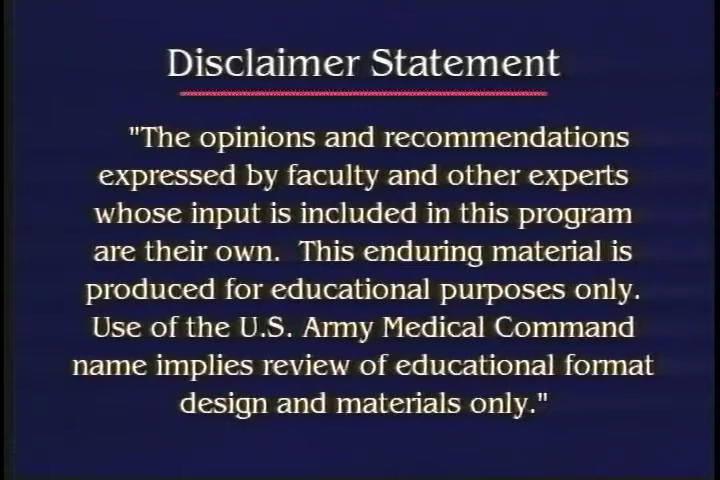 Disclaimer Statement
"The opinions and recommendations
expressed by faculty and other experts
whose input is included in this program
are their own.  This enduring material is
produced for educational purposes only.
Use of the U.S. Army Medical Command
name implies review of educational format
design and materials only."